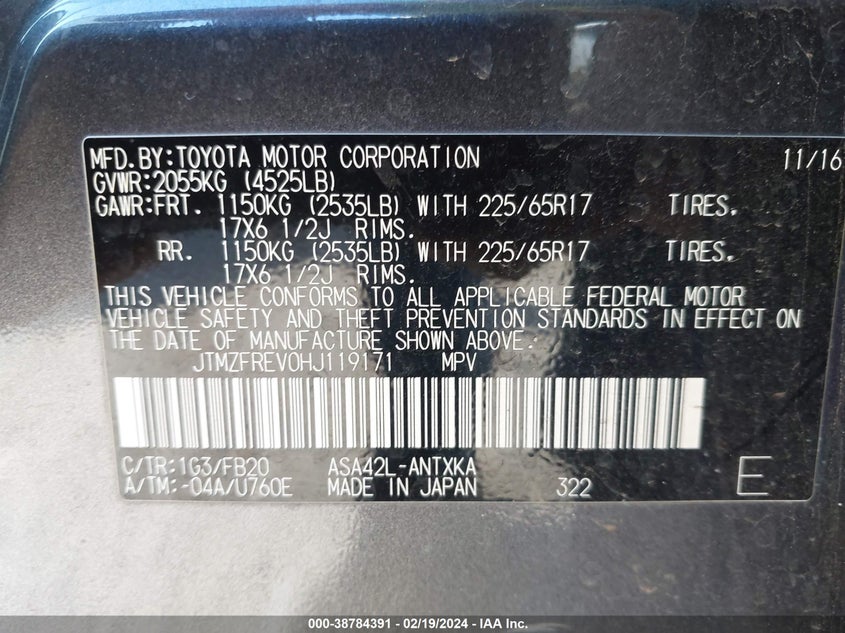 MFD.BY:TOYOTA MOTOR CORPORATION 11/16
GVWR:2055KG (4525LB)
GAWR:FRT. 1150KG (2535LB) WITH 225/65R17 TIRES.
17X6 1/2J RIMS.
RR. 1150KG (2535LB) WITH 225/65R17 TIRES.
17X6 1/2J RIMS.
THIS VEHICLE CONFORMS TO ALL APPLICABLE FEDERAL MOTOR
VEHICLE SAFETY AND THEFT PREVENTION STANDARDS IN EFFECT ON
THE DATE OF MANUFACTURE SHOWN ABOVE.
JTMZFREV0HJ119171 MPV
C/TR:1G3/FB20 ASA42L-ANTXKA
A/TM:-04A/U760E MADE IN JAPAN 322 E
000-38784391 - 02/19/2024 - IAA Inc.